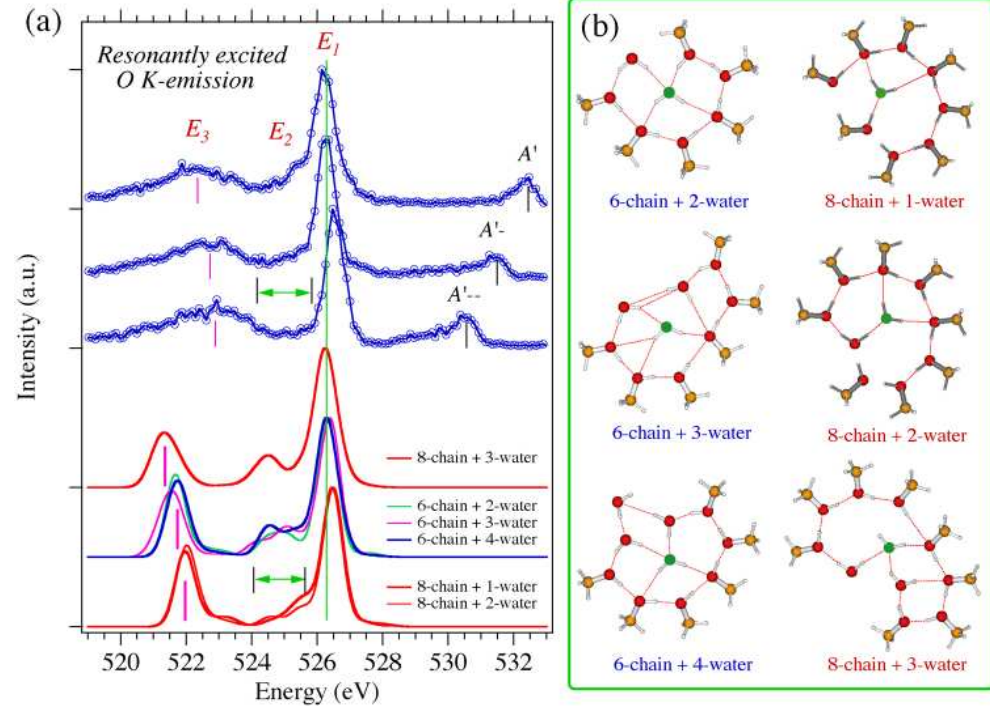 (a)
Resonantly excited
O K-emission
E1
E2
E3
A'
A'-
A'--
Intensity (a.u.)
8-chain + 3-water
6-chain + 2-water
6-chain + 3-water
6-chain + 4-water
8-chain + 1-water
8-chain + 2-water
520 522 524 526 528 530 532
Energy (eV)
(b)
6-chain + 2-water
8-chain + 1-water
6-chain + 3-water
8-chain + 2-water
6-chain + 4-water
8-chain + 3-water